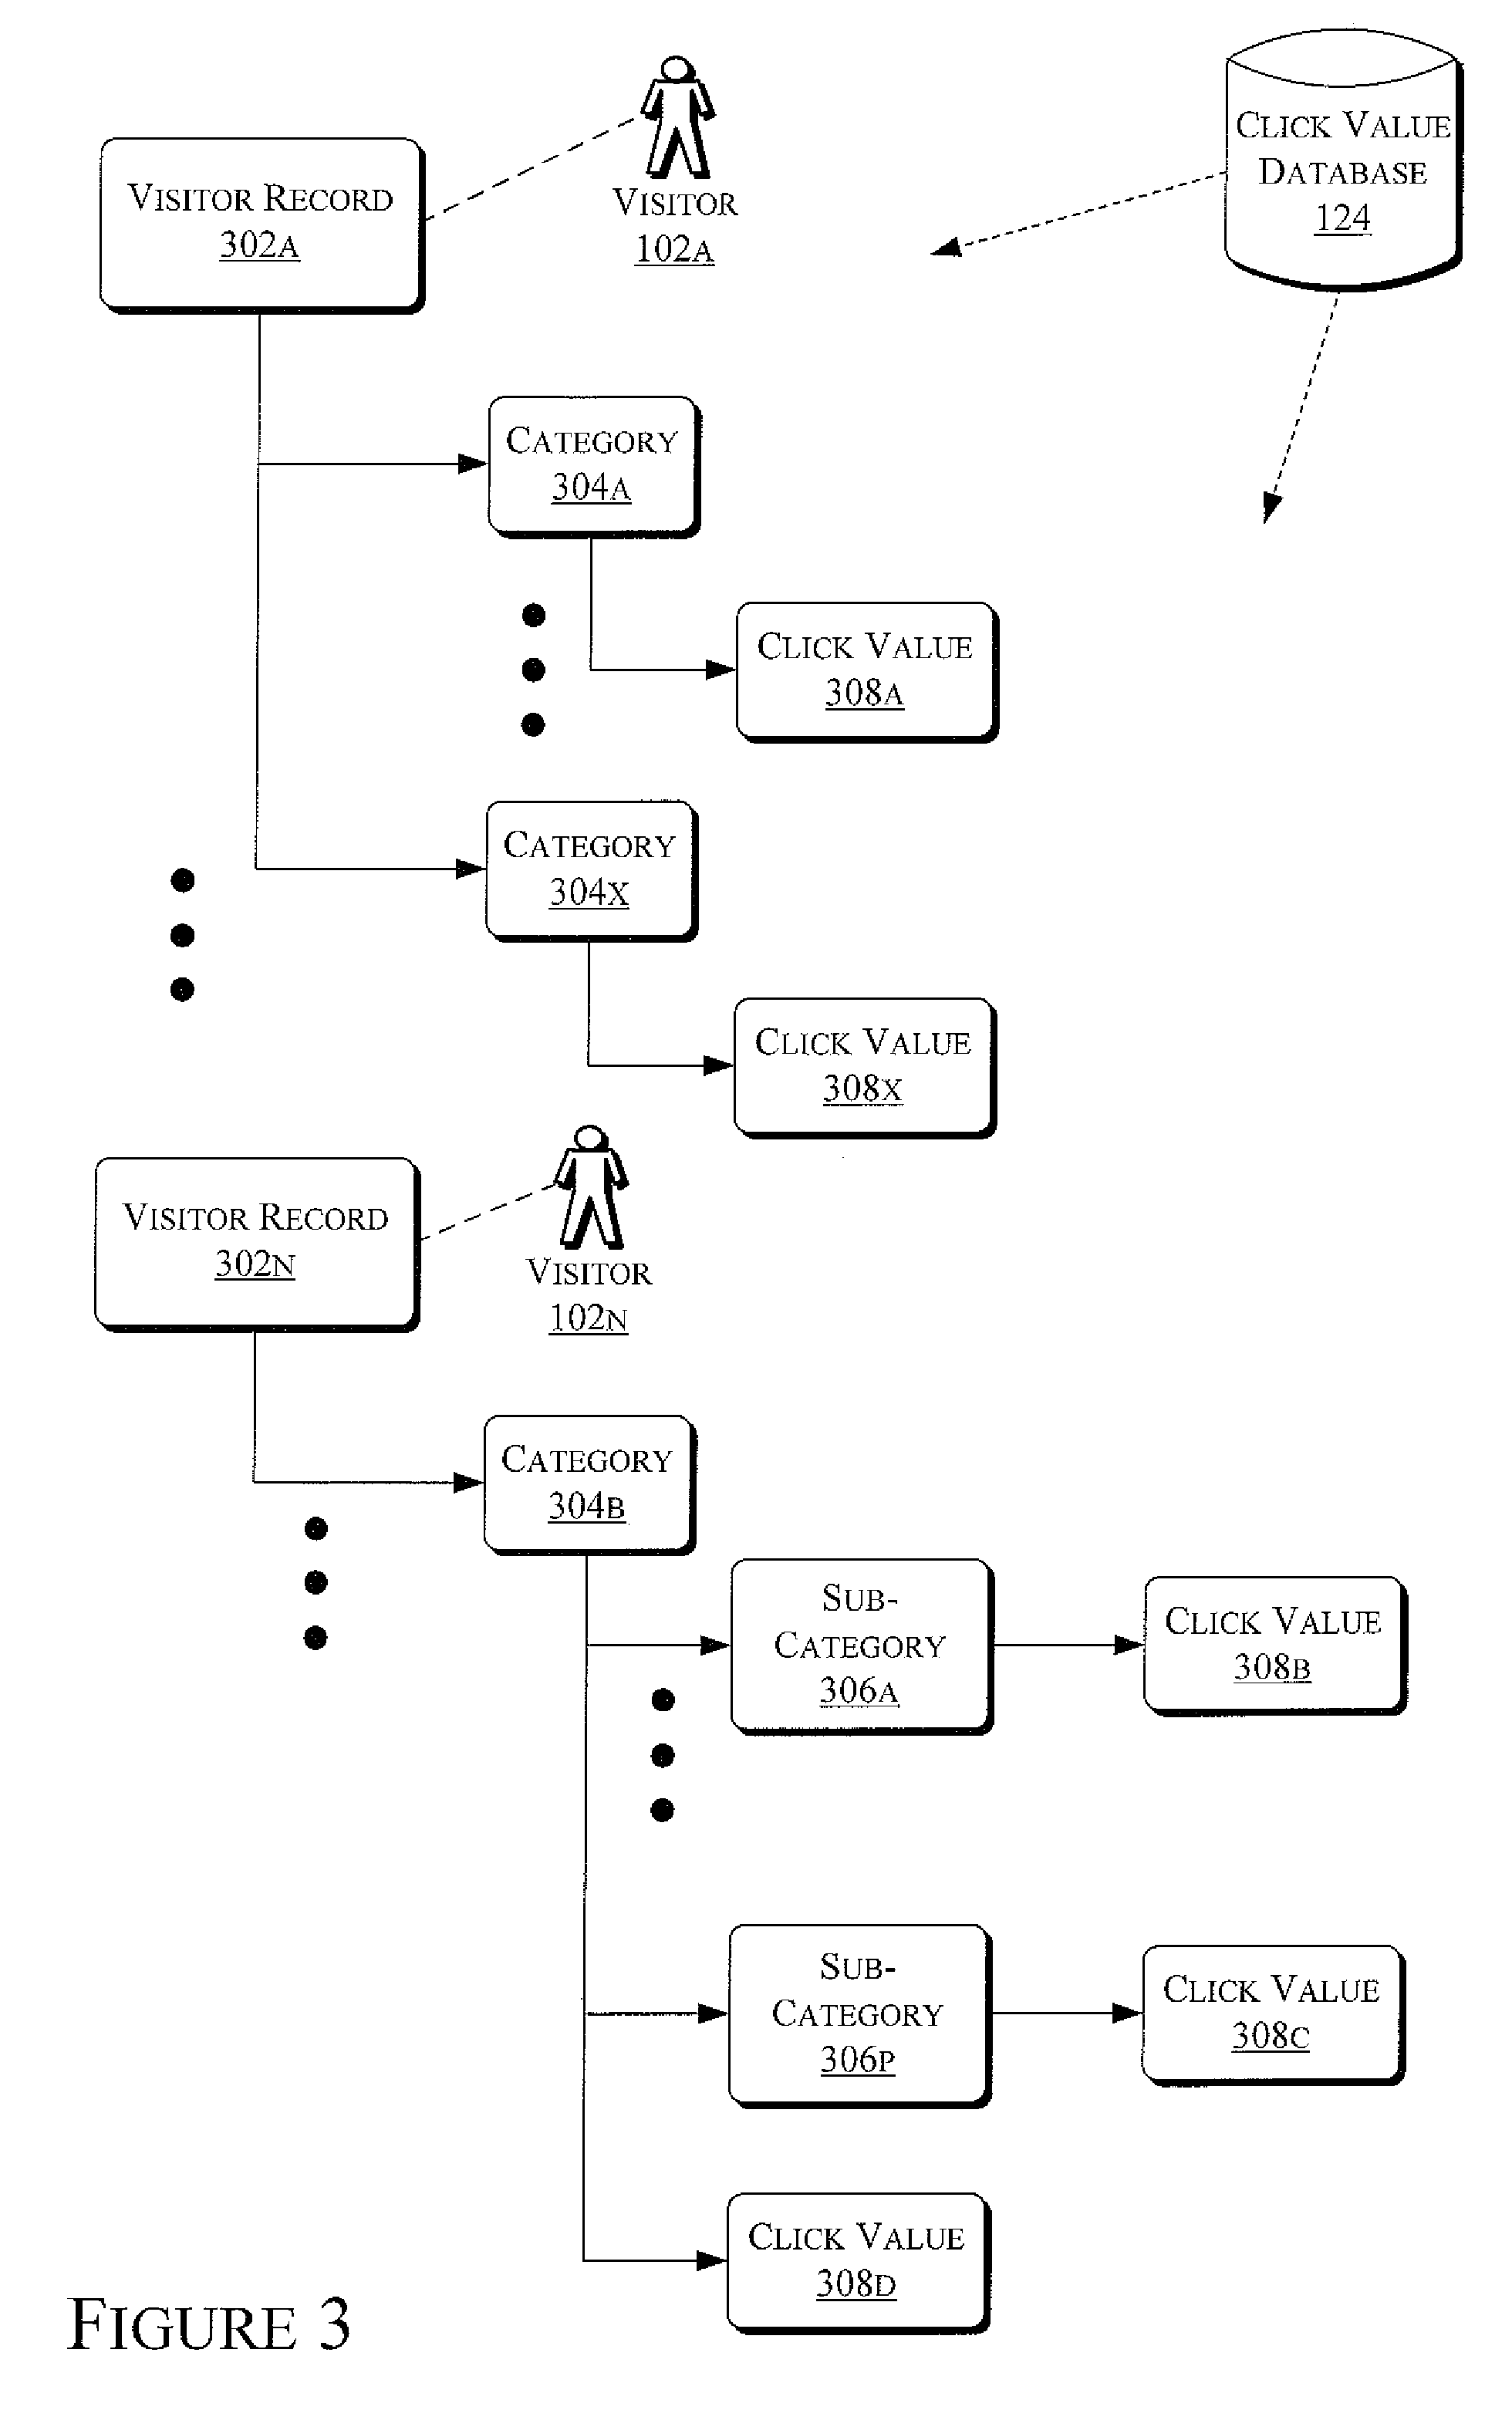 VISITOR RECORD
302A
VISITOR
102A
CLICK VALUE
DATABASE
124
CATEGORY
304A
CLICK VALUE
308A
CATEGORY
304X
CLICK VALUE
308X
VISITOR RECORD
302N
VISITOR
102N
CATEGORY
304B
SUB-
CATEGORY
306A
CLICK VALUE
308B
SUB-
CATEGORY
306P
CLICK VALUE
308C
CLICK VALUE
308D
FIGURE 3